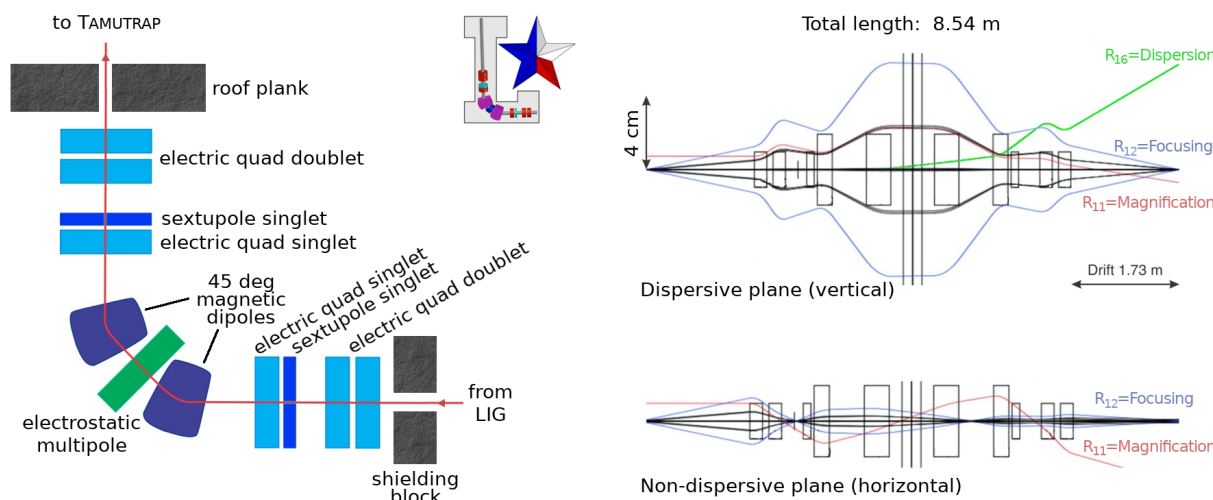 to TAMUTRAP
roof plank
electric quad doublet
sextupole singlet
electric quad singlet
45 deg
magnetic
dipoles
electric quad singlet
sextupole singlet
electric quad doublet
from
LIG
electrostatic
multipole
shielding
block
Total length: 8.54 m
R16=Dispersion
4 cm
R12=Focusing
R11=Magnification
Drift 1.73 m
Dispersive plane (vertical)
R12=Focusing
R11=Magnification
Non-dispersive plane (horizontal)